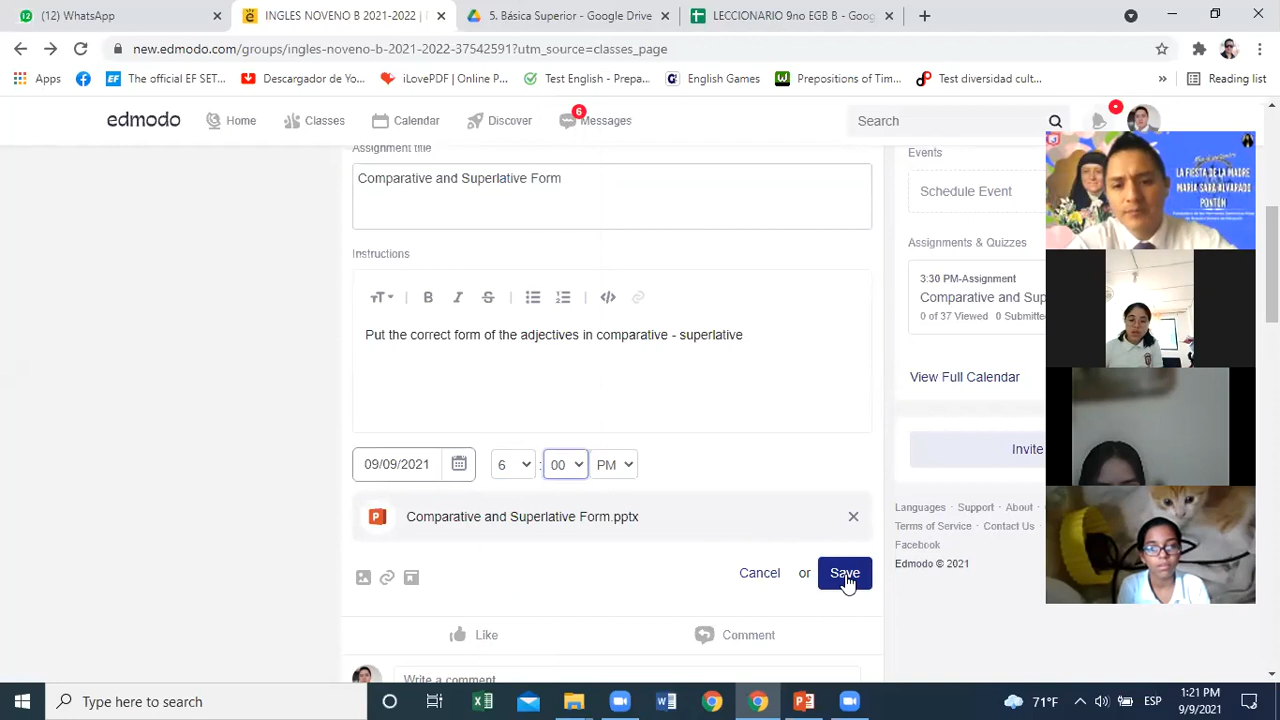 (12) WhatsApp
INGLES NOVENO B 2021-2022 |
5. Básica Superior - Google Drive
LECCIONARIO 9no EGB B - Goog
new.edmodo.com/groups/ingles-noveno-b-2021-2022-37542591?utm_source=classes_page
Apps
The official EF SET...
Descargador de Yo...
iLovePDF | Online P...
Test English - Prepa...
English Games
Prepositions of Tim...
Test diversidad cult...
»
Reading list
edmodo
Home
Classes
Calendar
Discover
6
Messages
Search
Assignment title
Comparative and Superlative Form
Instructions
Put the correct form of the adjectives in comparative - superlative
09/09/2021
6 : 00 PM
Comparative and Superlative Form.pptx
Cancel or Save
Like
Comment
Write a comment
Events
Schedule Event
Assignments & Quizzes
3:30 PM-Assignment
Comparative and Sup
0 of 37 Viewed 0 Submitte
View Full Calendar
Invite
Languages · Support · About ·
Terms of Service · Contact Us ·
Facebook
Edmodo © 2021
LA FIESTA DE LA MADRE
MARÍA SARA ALVARADO
PONTÓN
Type here to search
71°F
ESP
1:21 PM
9/9/2021